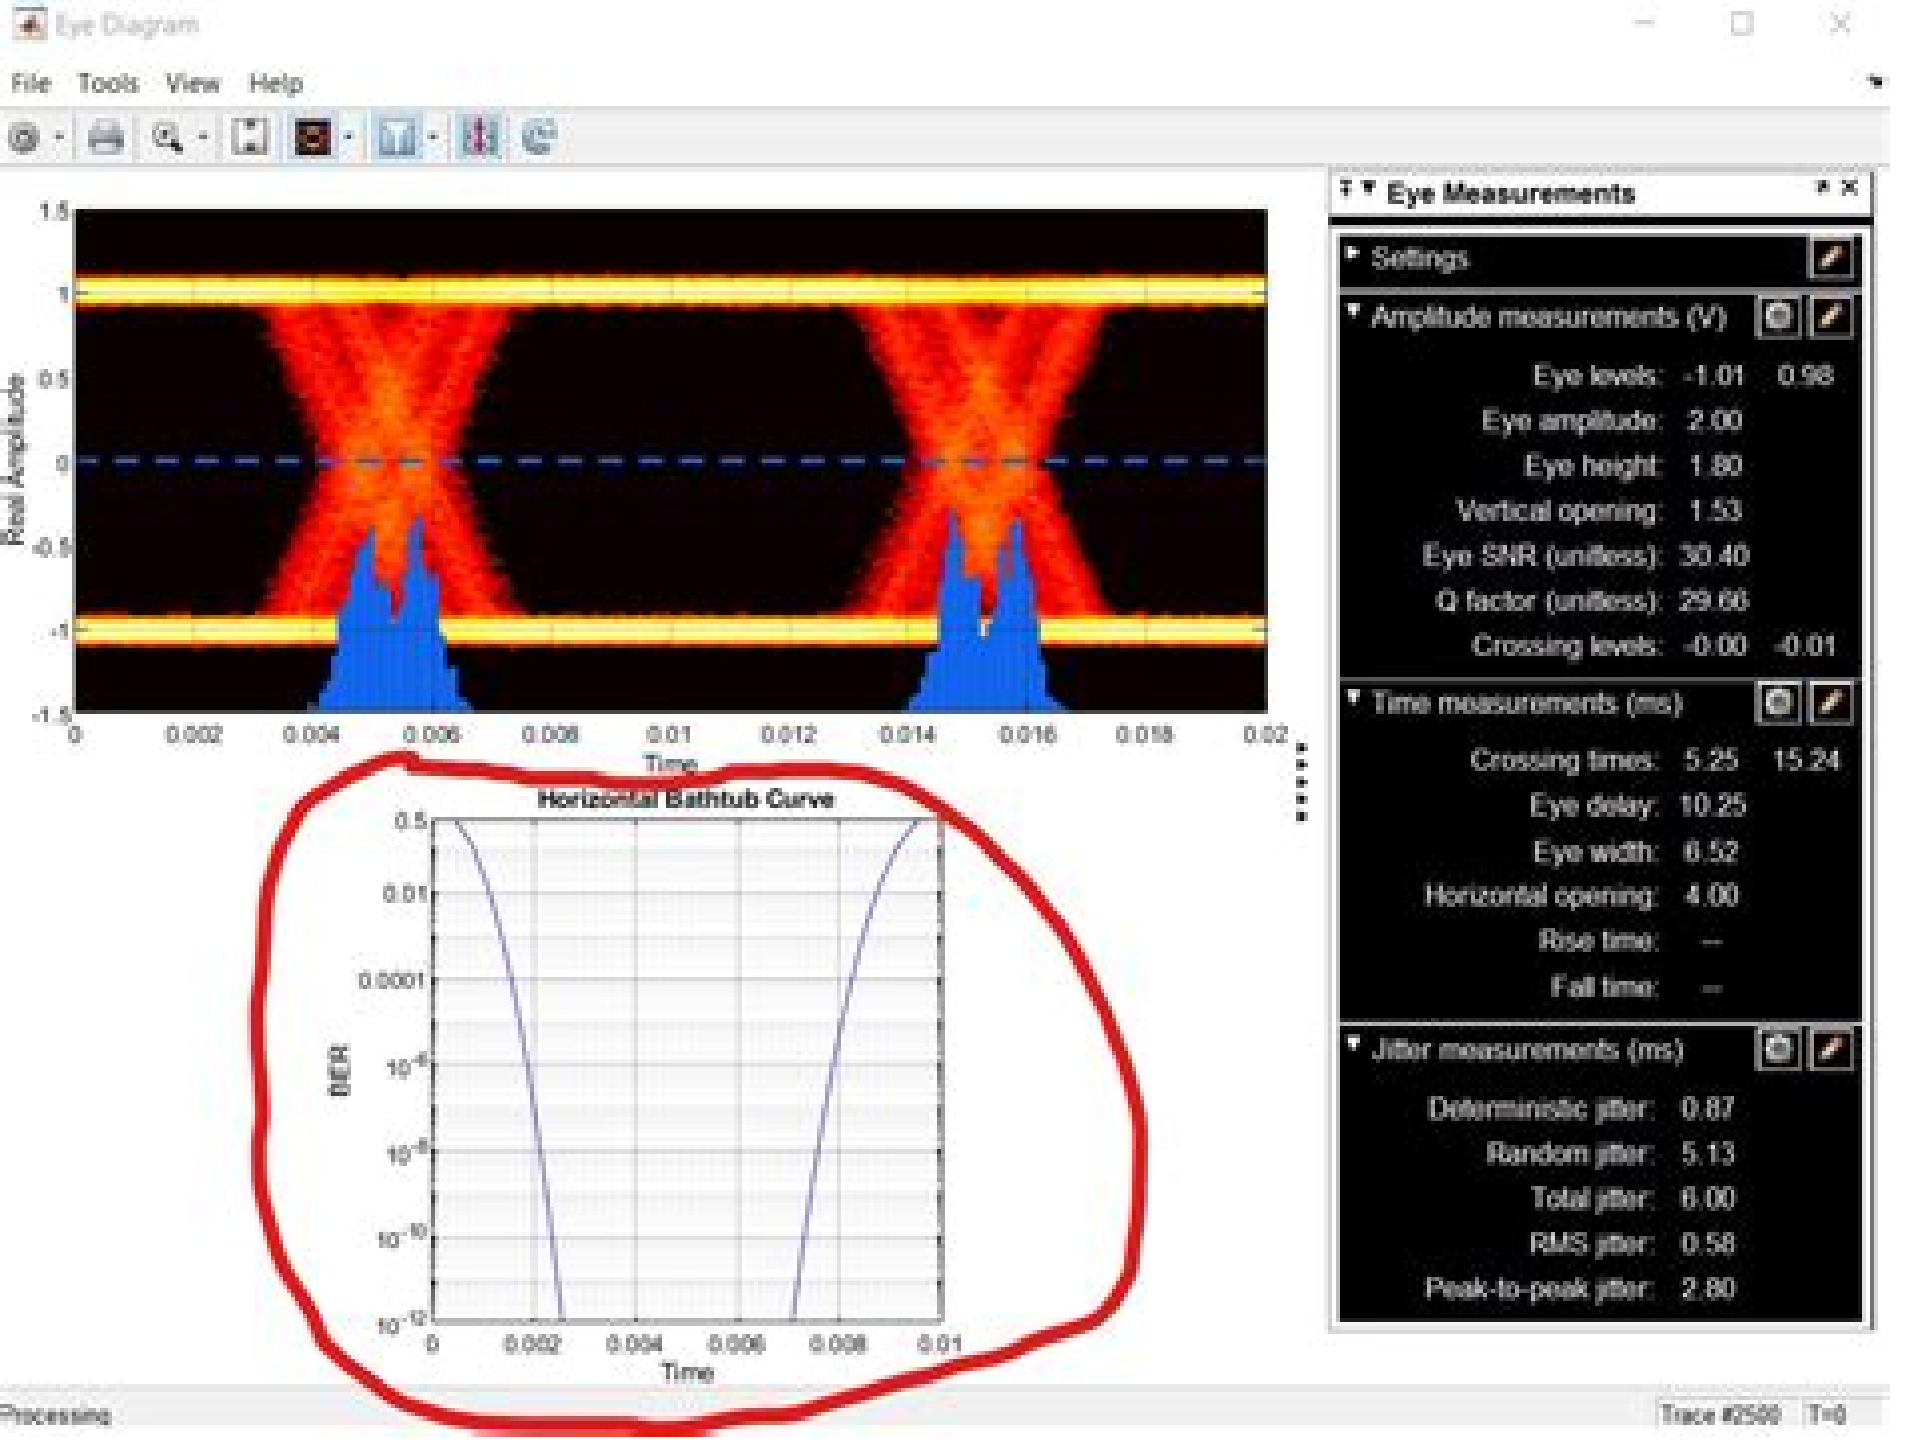 Eye Diagram
File Tools View Help
1.5
1
0.5
0
-0.5
-1
-1.5
Real Amplitude
0 0.002 0.004 0.006 0.008 0.01 0.012 0.014 0.016 0.018 0.02
Time
Horizontal Bathtub Curve
0.5
0.01
0.0001
10-6
10-8
10-10
10-12
BER
0 0.002 0.004 0.006 0.008 0.01
Time
Eye Measurements
Settings
Amplitude measurements (V)
Eye levels: -1.01 0.98
Eye amplitude: 2.00
Eye height: 1.80
Vertical opening: 1.53
Eye SNR (unitless): 30.40
Q factor (unitless): 29.66
Crossing levels: -0.00 -0.01
Time measurements (ms)
Crossing times: 5.25 15.24
Eye delay: 10.25
Eye width: 6.52
Horizontal opening: 4.00
Rise time: --
Fall time: --
Jitter measurements (ms)
Deterministic jitter: 0.87
Random jitter: 5.13
Total jitter: 6.00
RMS jitter: 0.58
Peak-to-peak jitter: 2.80
Processing
Trace #2500 T=0